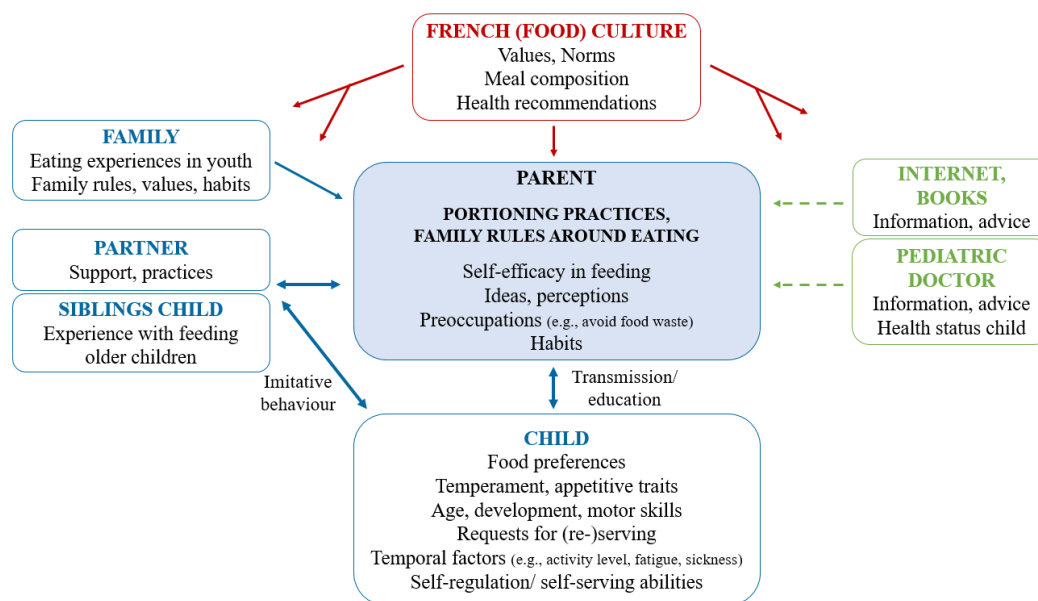 FRENCH (FOOD) CULTURE
Values, Norms
Meal composition
Health recommendations
FAMILY
Eating experiences in youth
Family rules, values, habits
PARTNER
Support, practices
SIBLINGS CHILD
Experience with feeding
older children
PARENT
PORTIONING PRACTICES,
FAMILY RULES AROUND EATING
Self-efficacy in feeding
Ideas, perceptions
Preoccupations (e.g., avoid food waste)
Habits
INTERNET,
BOOKS
Information, advice
PEDIATRIC
DOCTOR
Information, advice
Health status child
Imitative
behaviour
Transmission/
education
CHILD
Food preferences
Temperament, appetitive traits
Age, development, motor skills
Requests for (re-)serving
Temporal factors (e.g., activity level, fatigue, sickness)
Self-regulation/ self-serving abilities